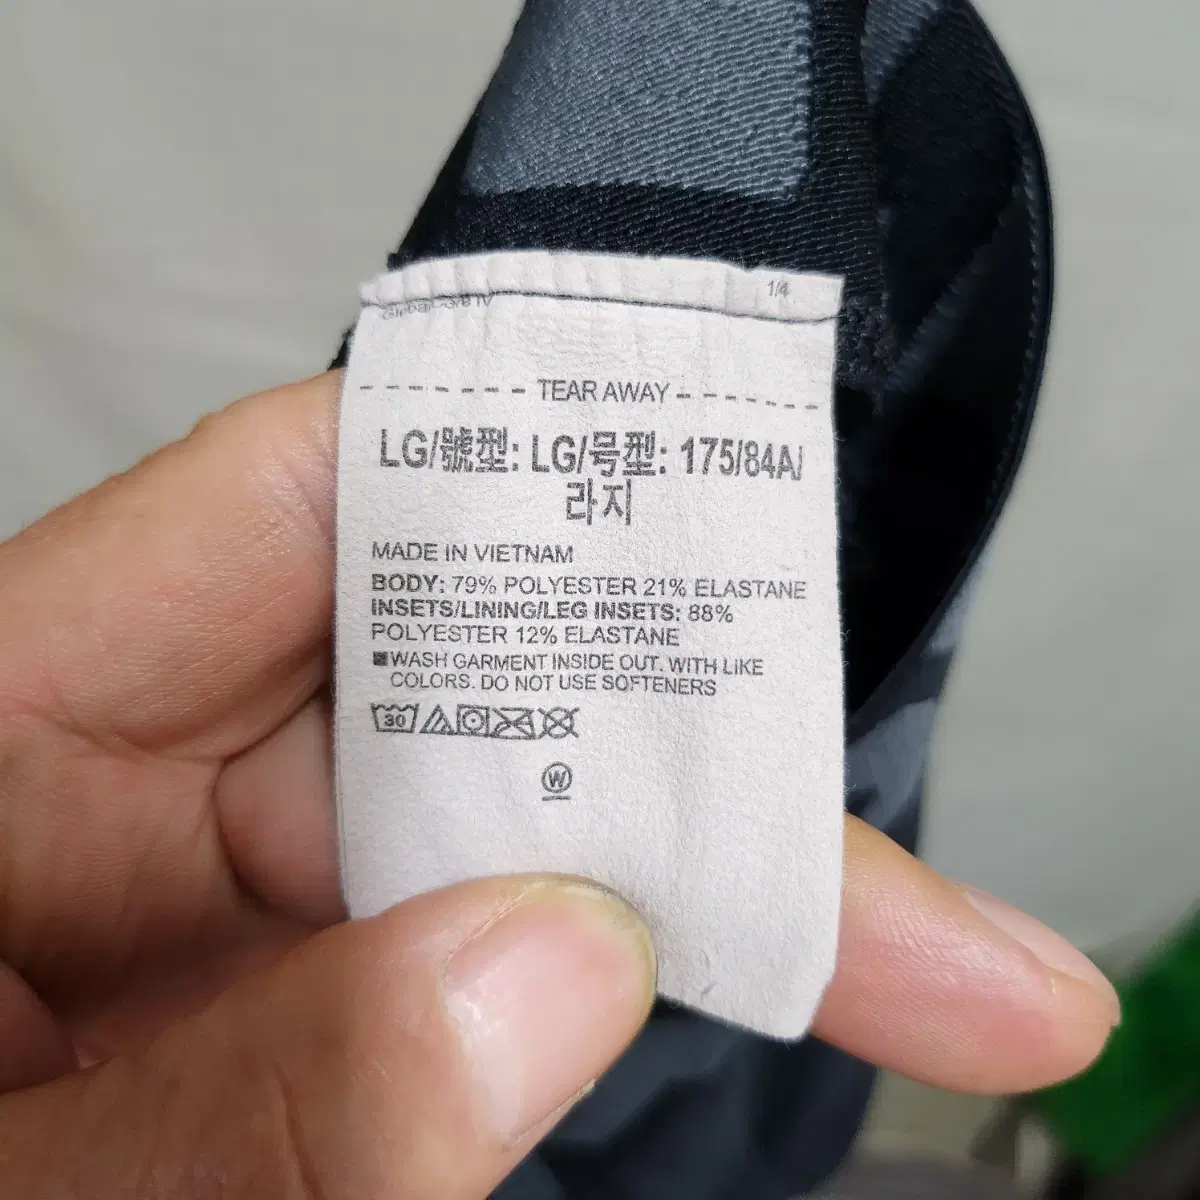 1/4
TEAR AWAY
LG/號型: LG/号型: 175/84A/
라지
MADE IN VIETNAM
BODY: 79% POLYESTER 21% ELASTANE
INSETS/LINING/LEG INSETS: 88%
POLYESTER 12% ELASTANE
WASH GARMENT INSIDE OUT. WITH LIKE
COLORS. DO NOT USE SOFTENERS
30
W